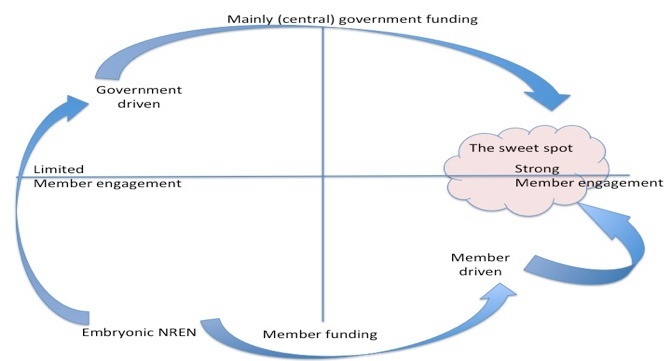 Mainly (central) government funding
Government
driven
The sweet spot
Limited
Member engagement
Strong
Member engagement
Member
driven
Embryonic NREN
Member funding